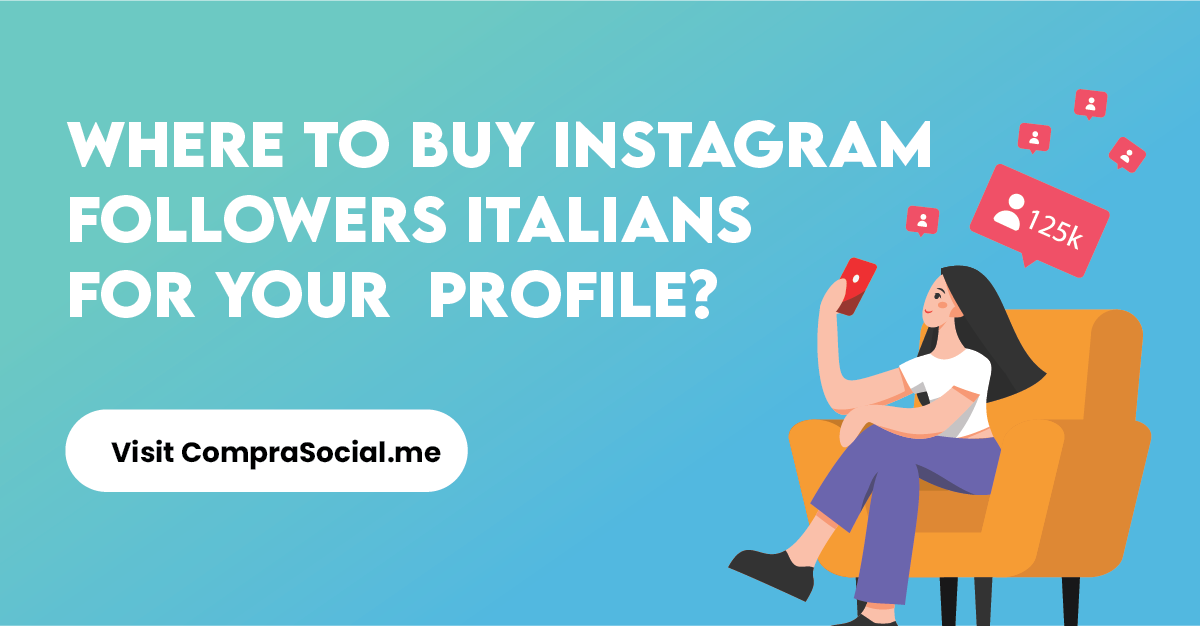 WHERE TO BUY INSTAGRAM
FOLLOWERS ITALIANS
FOR YOUR PROFILE?
125k
Visit CompraSocial.me